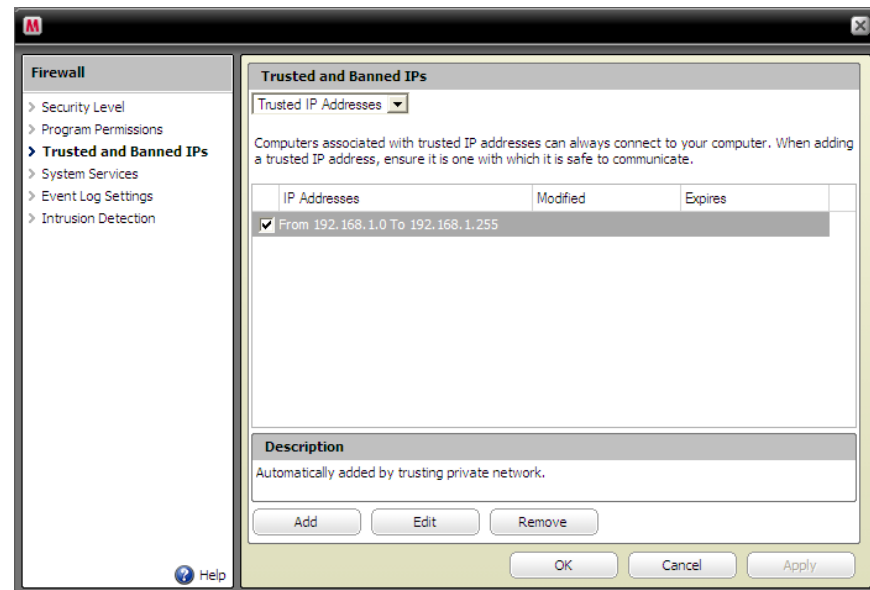 M
Firewall
Security Level
Program Permissions
Trusted and Banned IPs
System Services
Event Log Settings
Intrusion Detection
Help
Trusted and Banned IPs
Trusted IP Addresses
Computers associated with trusted IP addresses can always connect to your computer. When adding
a trusted IP address, ensure it is one with which it is safe to communicate.
IP Addresses Modified Expires
From 192.168.1.0 To 192.168.1.255
Description
Automatically added by trusting private network.
Add Edit Remove
OK Cancel Apply